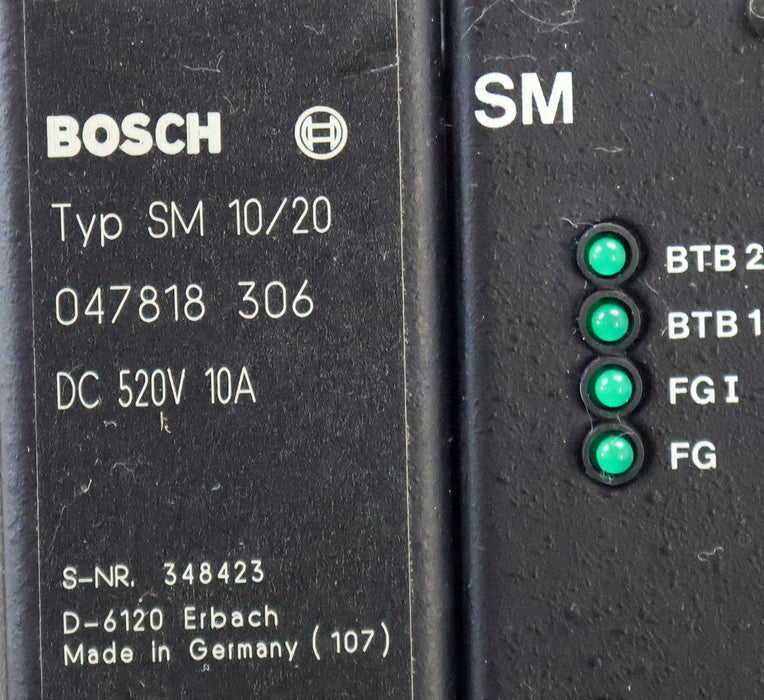 BOSCH
Typ SM 10/20
047818 306
DC 520V 10A
S-NR. 348423
D-6120 Erbach
Made in Germany (107)
SM
BTB 2
BTB 1
FG I
FG